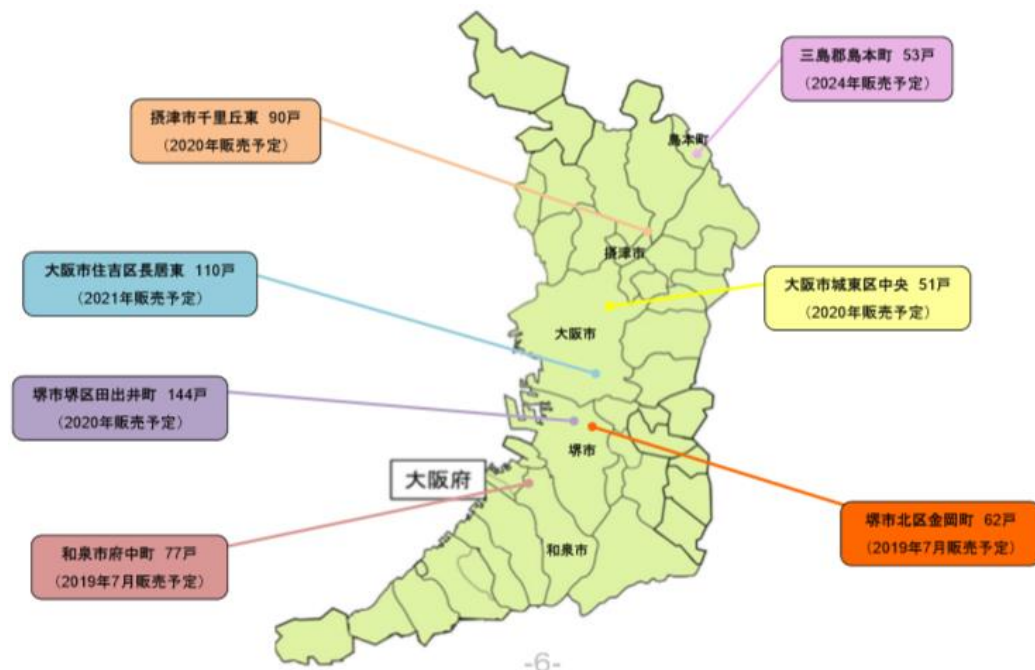 三島郡島本町 53戸
（2024年販売予定）
摂津市千里丘東 90戸
（2020年販売予定）
島本町
摂津市
大阪市住吉区長居東 110戸
（2021年販売予定）
大阪市城東区中央 51戸
（2020年販売予定）
大阪市
堺市堺区田出井町 144戸
（2020年販売予定）
堺市
大阪府
堺市北区金岡町 62戸
（2019年7月販売予定）
和泉市府中町 77戸
（2019年7月販売予定）
和泉市
-6-